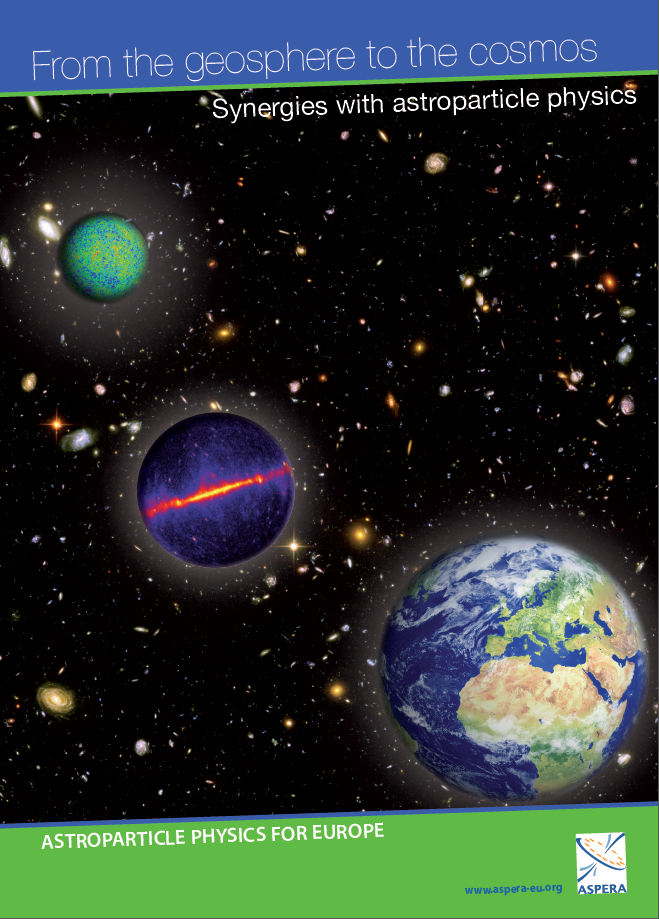 From the geosphere to the cosmos
Synergies with astroparticle physics
ASTROPARTICLE PHYSICS FOR EUROPE
www.aspera-eu.org
ASPERA